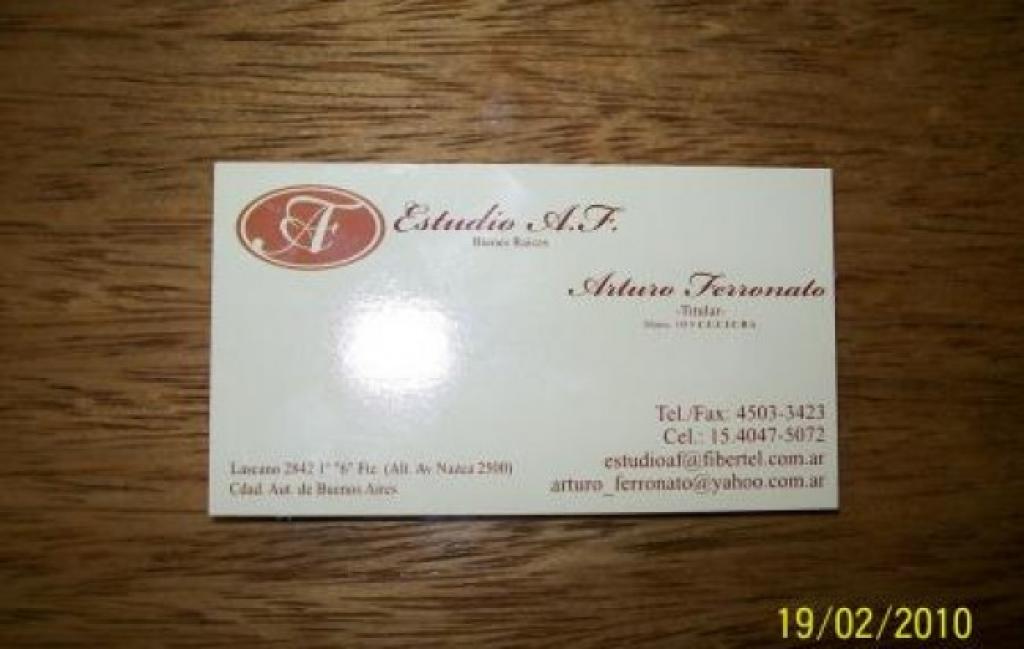 AF
Estudio A.F.
Bienes Raices
Arturo Ferronato
-Titular-
Tel./Fax: 4503-3423
Cel.: 15.4047-5072
estudioaf@fibertel.com.ar
arturo_ferronato@yahoo.com.ar
Lascano 2842 1° "6" Fte. (Alt. Av Nazca 2500)
Cdad. Aut. de Buenos Aires
19/02/2010